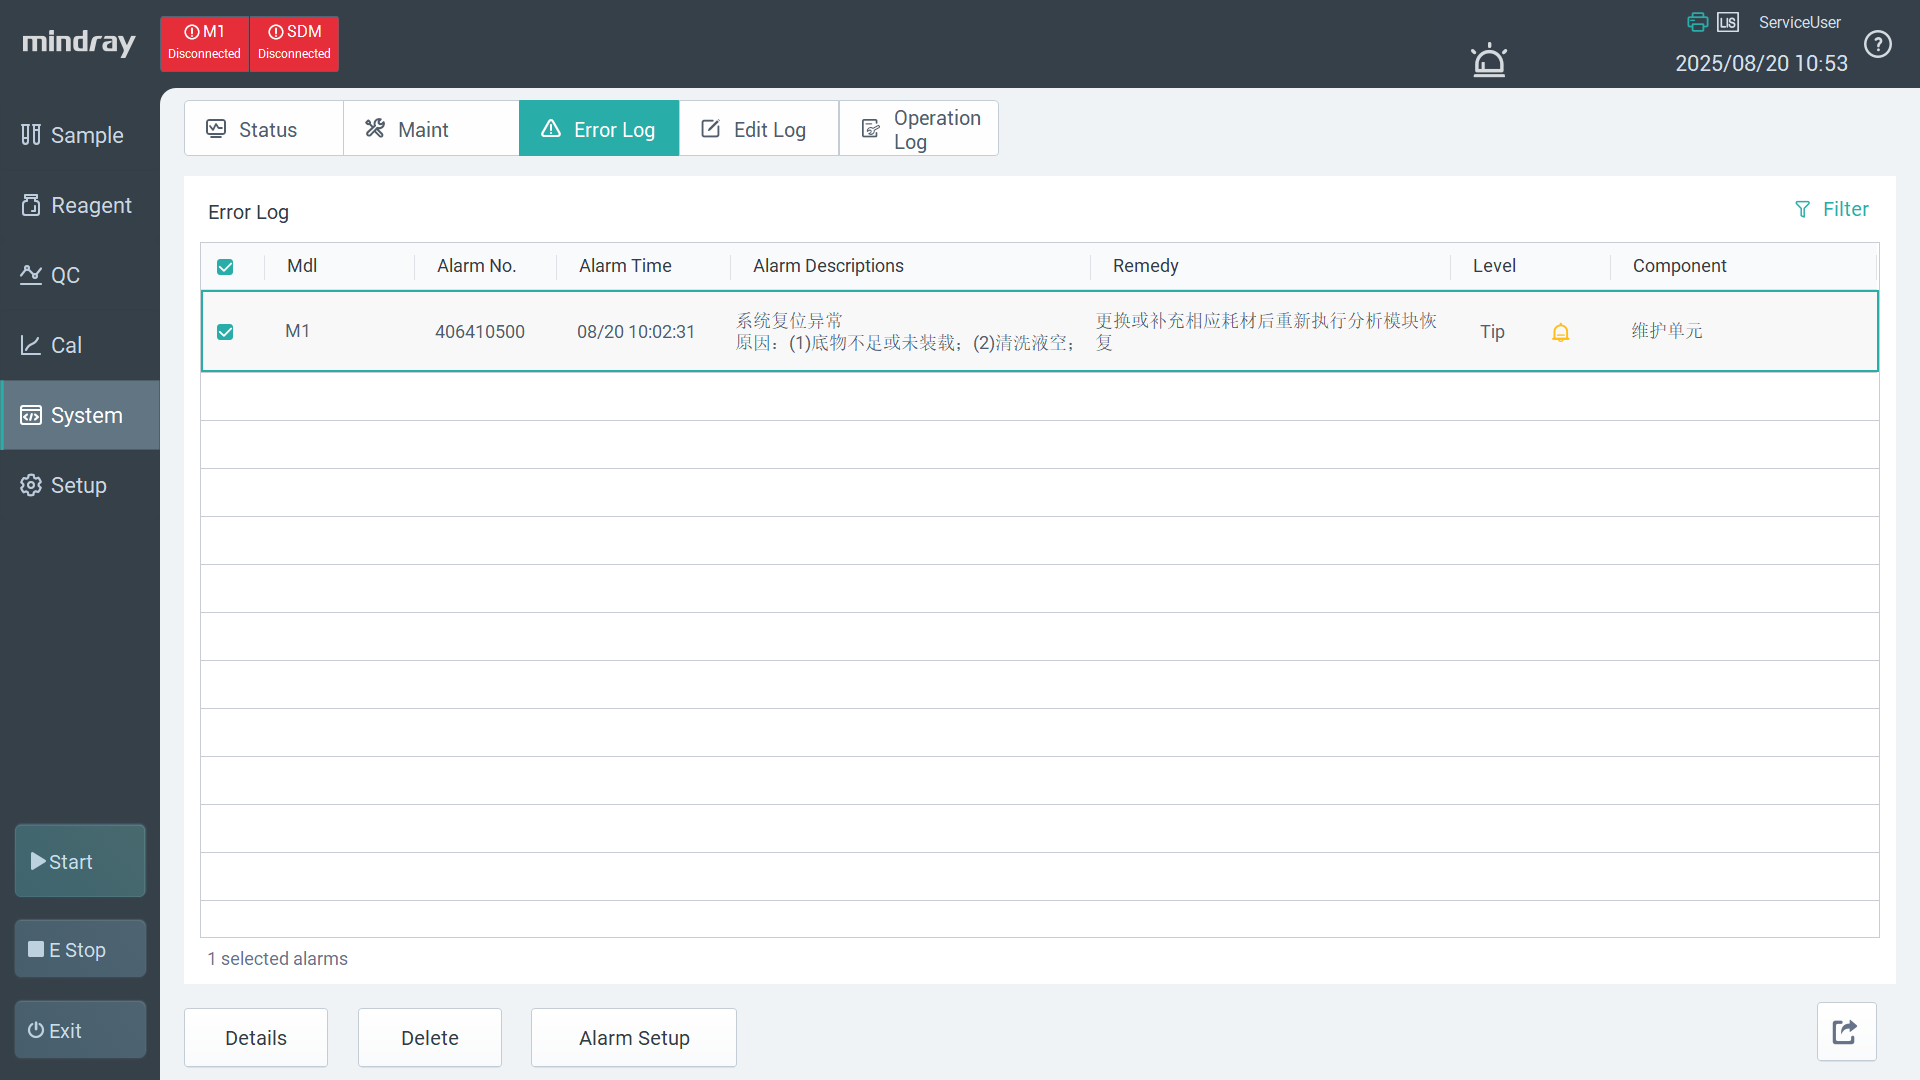 mindray
M1
Disconnected
SDM
Disconnected
LIS
ServiceUser
2025/08/20 10:53
?
Sample
Reagent
QC
Cal
System
Setup
Start
E Stop
Exit
Status
Maint
Error Log
Edit Log
Operation
Log
Error Log
Filter
Mdl
Alarm No.
Alarm Time
Alarm Descriptions
Remedy
Level
Component
M1
406410500
08/20 10:02:31
系统复位异常
原因：(1)底物不足或未装载；(2)清洗液空；
更换或补充相应耗材后重新执行分析模块恢
复
Tip
维护单元
1 selected alarms
Details
Delete
Alarm Setup